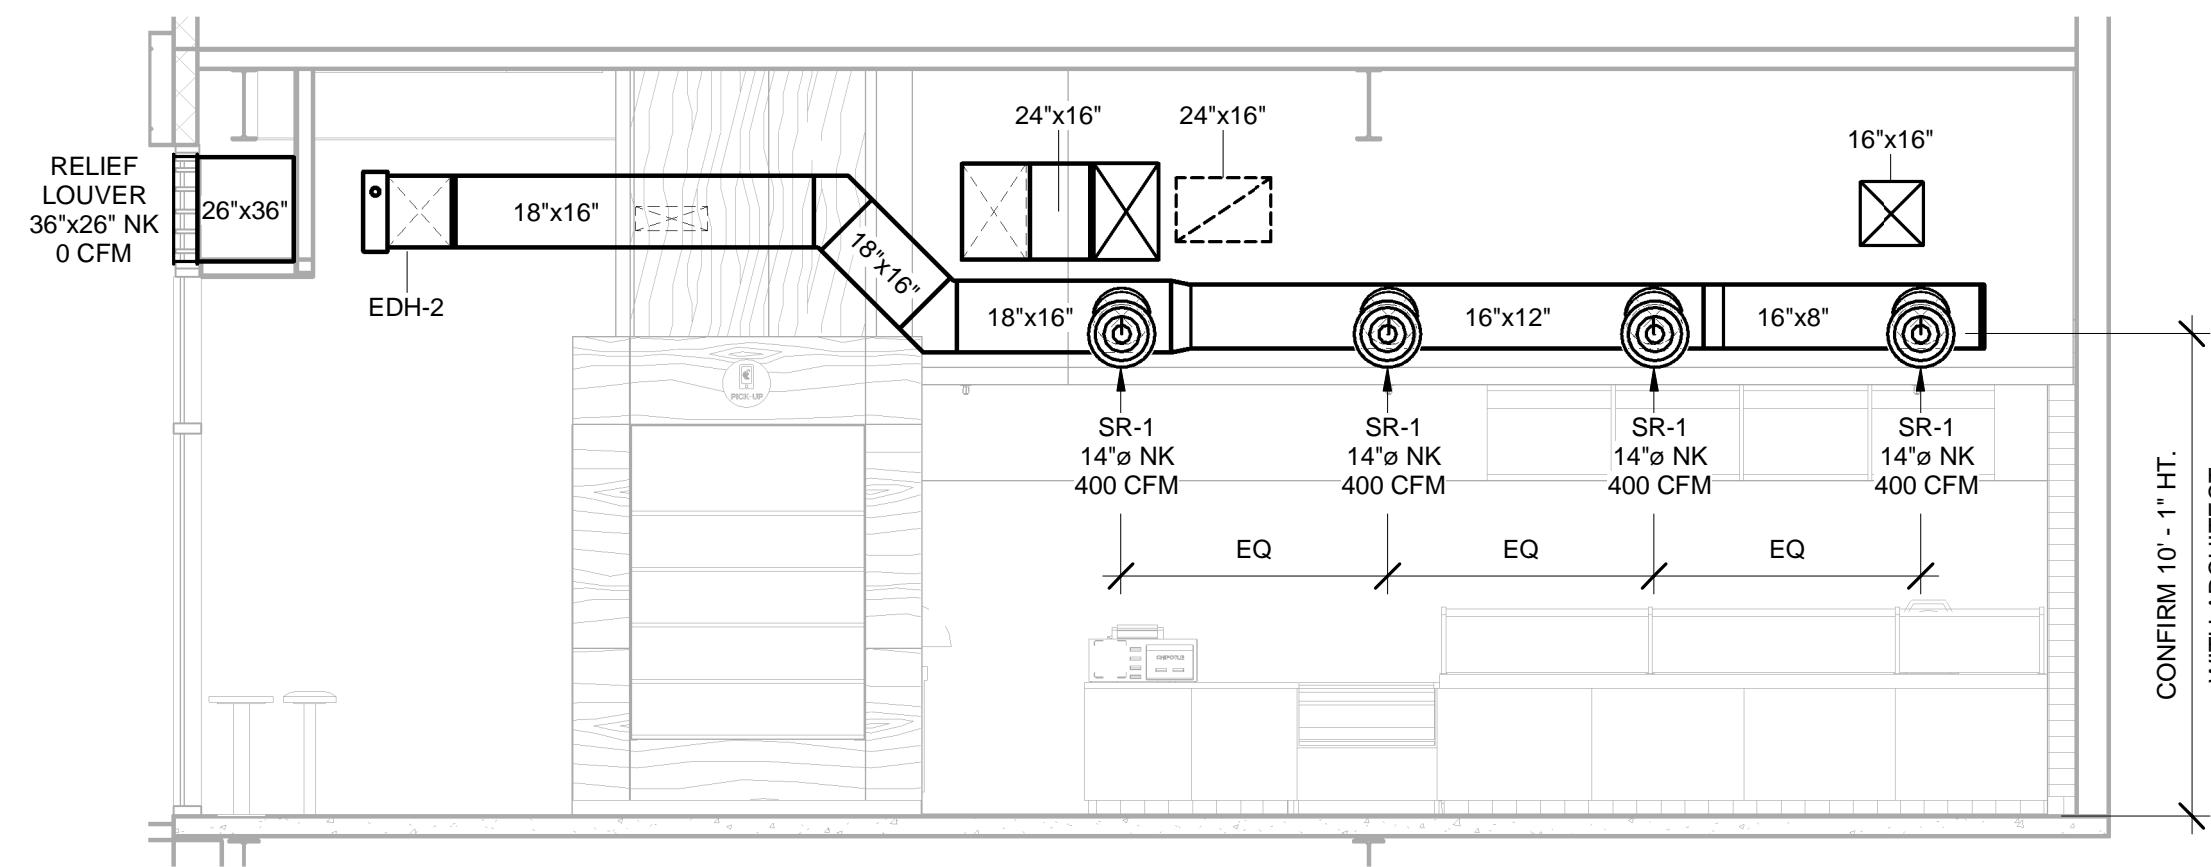 24"x16"
24"x16"
16"x16"
RELIEF
LOUVER
36"x26" NK
0 CFM
26"x36"
18"x16"
EDH-2
18"x16"
18"x16"
16"x12"
16"x8"
PICK-UP
SR-1
14"ø NK
400 CFM
SR-1
14"ø NK
400 CFM
SR-1
14"ø NK
400 CFM
SR-1
14"ø NK
400 CFM
EQ
EQ
EQ
CHIPOTLE
CONFIRM 10' - 1" HT.